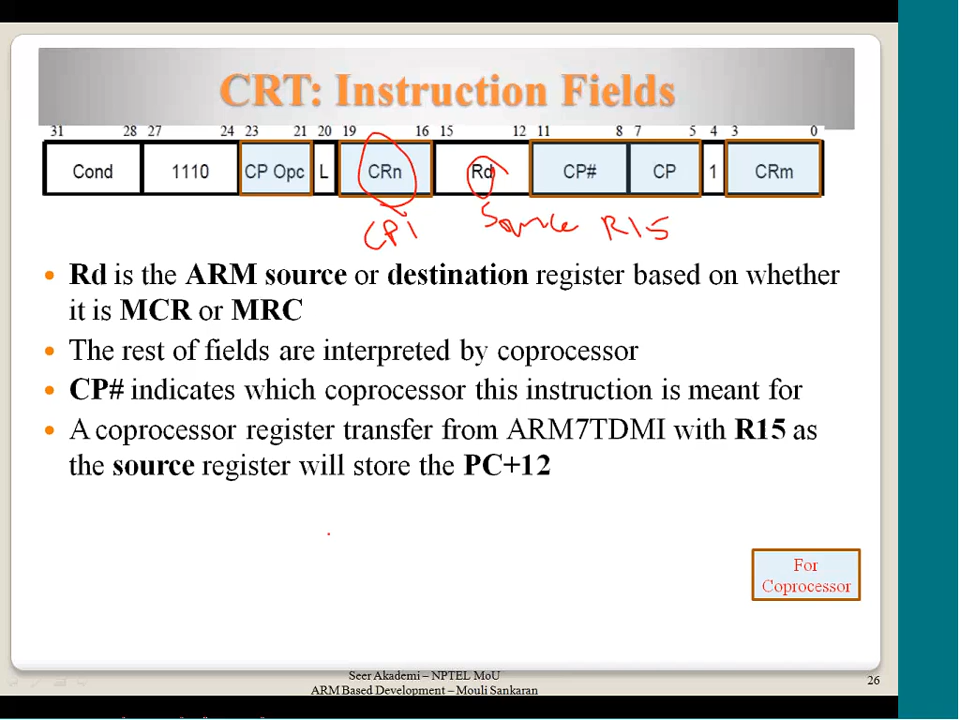 CRT: Instruction Fields
31 28 27 24 23 21 20 19 16 15 12 11 8 7 5 4 3 0
Cond 1110 CP Opc L CRn Rd CP# CP 1 CRm
CPI Source R15
• Rd is the ARM source or destination register based on whether
it is MCR or MRC
• The rest of fields are interpreted by coprocessor
• CP# indicates which coprocessor this instruction is meant for
• A coprocessor register transfer from ARM7TDMI with R15 as
the source register will store the PC+12
For
Coprocessor
Seer Akademi – NPTEL MoU
ARM Based Development – Mouli Sankaran
26